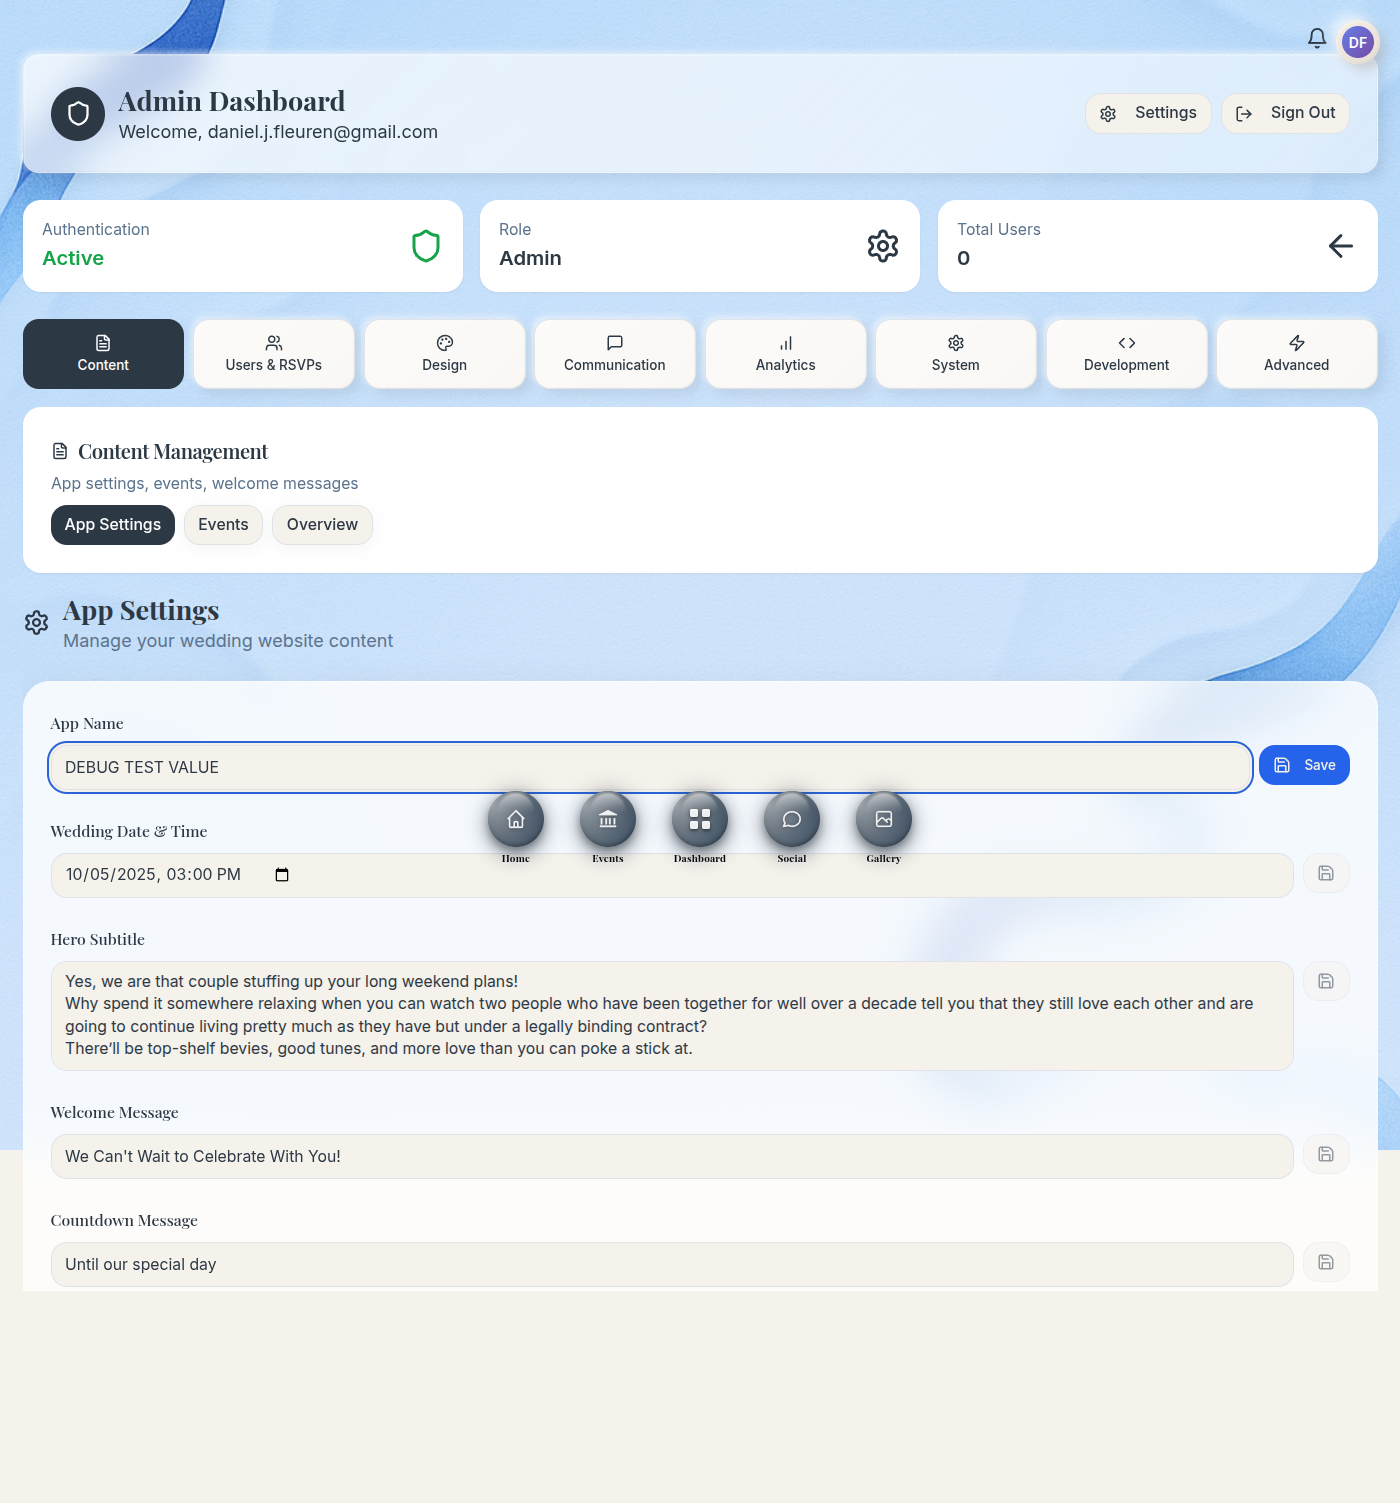 DF
Admin Dashboard
Welcome, daniel.j.fleuren@gmail.com
Settings
Sign Out
Authentication
Active
Role
Admin
Total Users
0
Content
Users & RSVPs
Design
Communication
Analytics
System
Development
Advanced
Content Management
App settings, events, welcome messages
App Settings
Events
Overview
App Settings
Manage your wedding website content
App Name
DEBUG TEST VALUE
Save
Home
Events
Dashboard
Social
Gallery
Wedding Date & Time
10/05/2025, 03:00 PM
Hero Subtitle
Yes, we are that couple stuffing up your long weekend plans!
Why spend it somewhere relaxing when you can watch two people who have been together for well over a decade tell you that they still love each other and are
going to continue living pretty much as they have but under a legally binding contract?
There’ll be top-shelf bevies, good tunes, and more love than you can poke a stick at.
Welcome Message
We Can't Wait to Celebrate With You!
Countdown Message
Until our special day